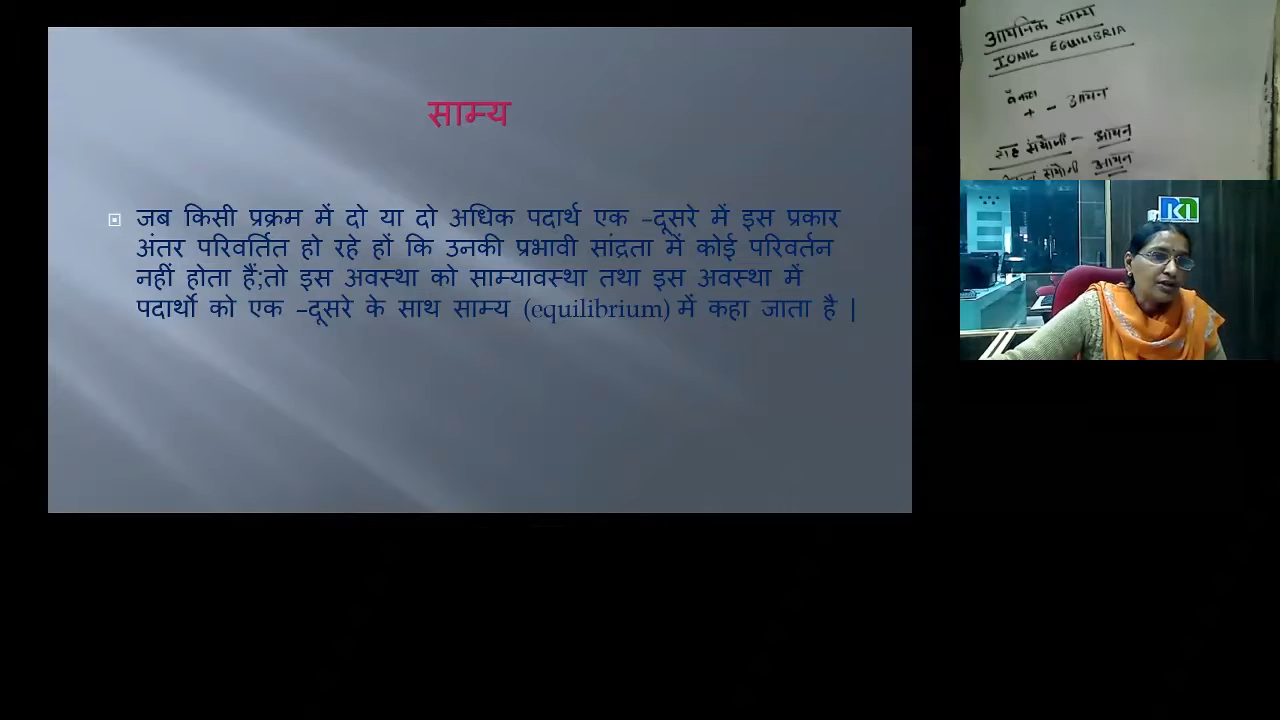 साम्य
जब किसी प्रक्रम में दो या दो अधिक पदार्थ एक –दूसरे में इस प्रकार
अंतर परिवर्तित हो रहे हों कि उनकी प्रभावी सांद्रता में कोई परिवर्तन
नहीं होता हैं;तो इस अवस्था को साम्यावस्था तथा इस अवस्था में
पदार्थो को एक –दूसरे के साथ साम्य (equilibrium) में कहा जाता है |
आयनिक साम्य
IONIC EQUILIBRIA
+ - आयन
संयोजी - आयन
संयोजी आयन